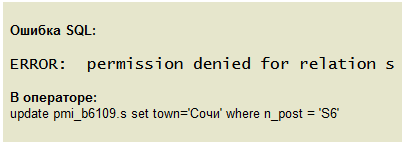 Ошибка SQL:
ERROR:  permission denied for relation s
В операторе:
update pmi_b6109.s set town='Сочи' where n_post = 'S6'